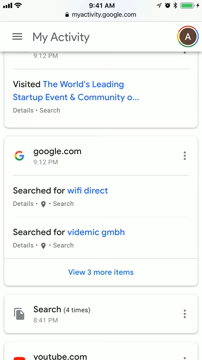 9:41 AM
myactivity.google.com
My Activity
A
9:12 PM
Visited The World's Leading
Startup Event & Community o...
Details • Search
google.com
9:12 PM
Searched for wifi direct
Details • Search
Searched for videmic gmbh
Details • Search
View 3 more items
Search (4 times)
8:41 PM
youtube.com